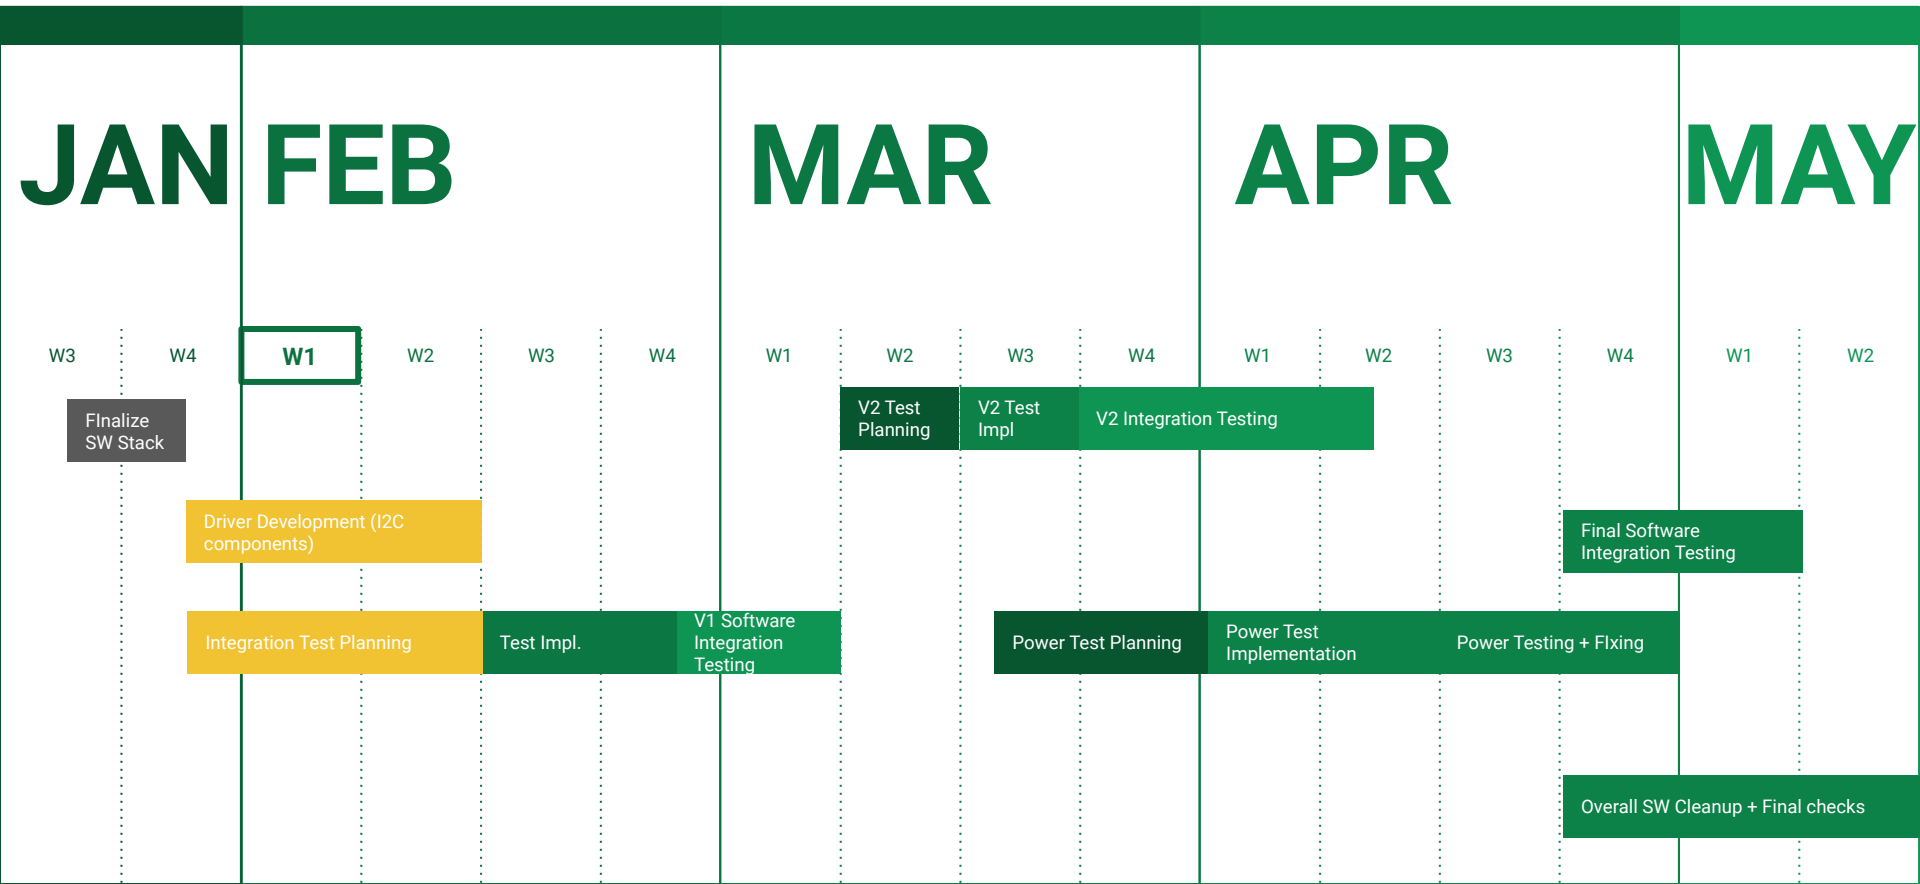 JAN
FEB
MAR
APR
MAY
W3
W4
W1
W2
W3
W4
W1
W2
W3
W4
W1
W2
W3
W4
W1
W2
FInalize
SW Stack
V2 Test
Planning
V2 Test
Impl
V2 Integration Testing
Driver Development (I2C
components)
Final Software
Integration Testing
Integration Test Planning
Test Impl.
V1 Software
Integration
Testing
Power Test Planning
Power Test
Implementation
Power Testing + FIxing
Overall SW Cleanup + Final checks